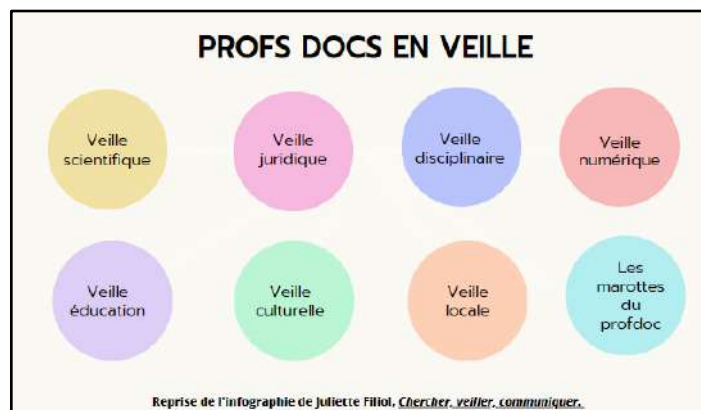 PROFS DOCS EN VEILLE
Veille
scientifique
Veille
juridique
Veille
disciplinaire
Veille
numérique
Veille
éducation
Veille
culturelle
Veille
locale
Les
marottes
du
profdoc
Reprise de l'infographie de Juliette Filiol, Chercher, veiller, communiquer.